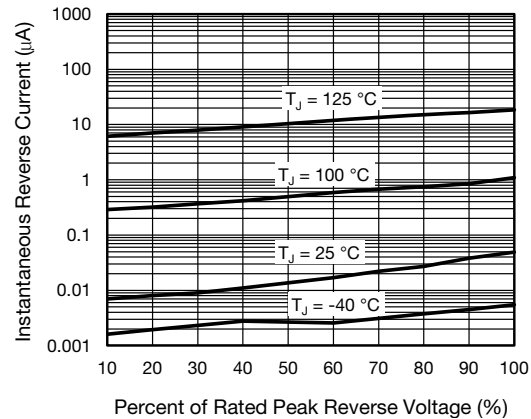 Instantaneous Reverse Current (μA)
1000
100
10
1
0.1
0.01
0.001
T_J = 125 °C
T_J = 100 °C
T_J = 25 °C
T_J = -40 °C
10 20 30 40 50 60 70 80 90 100
Percent of Rated Peak Reverse Voltage (%)